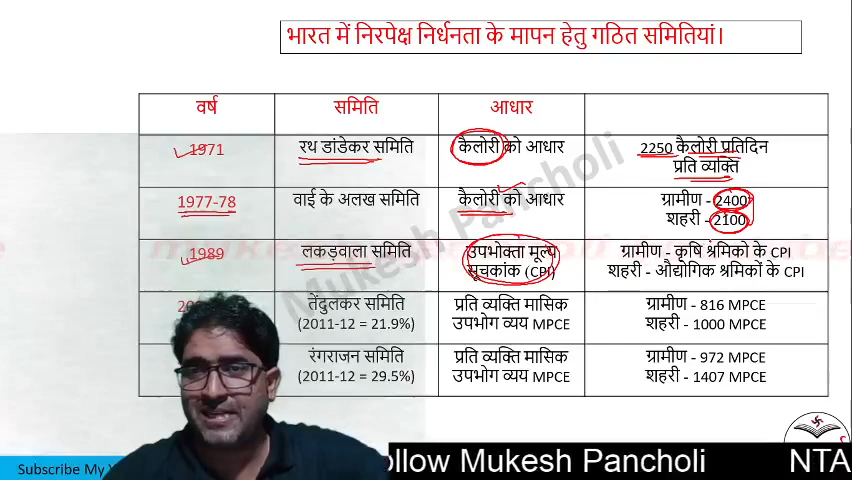 भारत में निरपेक्ष निर्धनता के मापन हेतु गठित समितियां।
वर्ष समिति आधार
1971 रथ डांडेकर समिति कैलोरी को आधार 2250 कैलोरी प्रतिदिन
प्रति व्यक्ति
1977-78 वाई के अलख समिति कैलोरी को आधार ग्रामीण - 2400
शहरी - 2100
1989 लकड़वाला समिति उपभोक्ता मूल्य ग्रामीण - कृषि श्रमिको के CPI
सूचकांक (CPI) शहरी - औद्योगिक श्रमिकों के CPI
तेंदुलकर समिति प्रति व्यक्ति मासिक ग्रामीण - 816 MPCE
(2011-12 = 21.9%) उपभोग व्यय MPCE शहरी - 1000 MPCE
रंगराजन समिति प्रति व्यक्ति मासिक ग्रामीण - 972 MPCE
(2011-12 = 29.5%) उपभोग व्यय MPCE शहरी - 1407 MPCE
Mukesh Pancholi
Subscribe My
ollow Mukesh Pancholi NTA